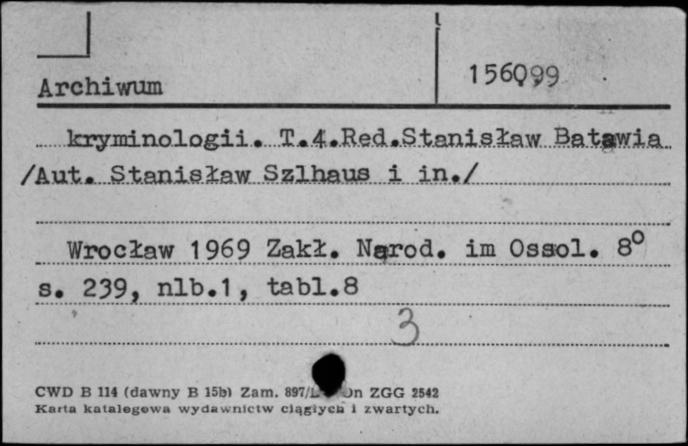 156099
Archiwum
kryminologii. T.4.Red.Stanisław Batawia
/Aut. Stanisław Szlhaus i in./
Wrocław 1969 Zakł. Narod. im Ossol. 8°
s. 239, nlb.1, tabl.8
3
CWD B 114 (dawny B 15b) Zam. 897/ ZGG 2542
Karta katalogowa wydawnictw ciągłych i zwartych.